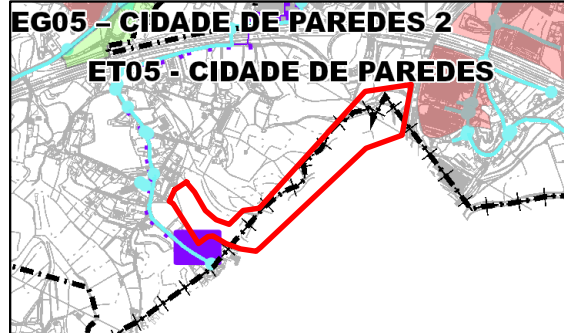 EG05 – CIDADE DE PAREDES 2
ET05 - CIDADE DE PAREDES